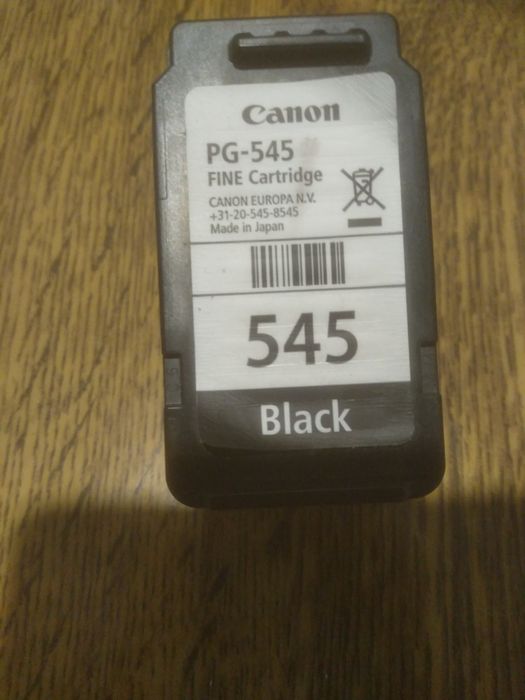 Canon
PG-545
FINE Cartridge
CANON EUROPA N.V.
+31-20-545-8545
Made in Japan
545
Black